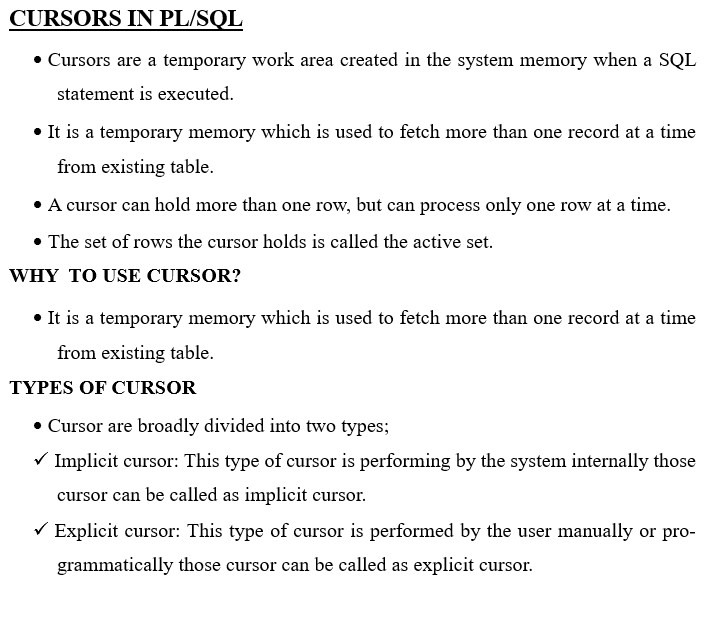 CURSORS IN PL/SQL
• Cursors are a temporary work area created in the system memory when a SQL
statement is executed.
• It is a temporary memory which is used to fetch more than one record at a time
from existing table.
• A cursor can hold more than one row, but can process only one row at a time.
• The set of rows the cursor holds is called the active set.
WHY TO USE CURSOR?
• It is a temporary memory which is used to fetch more than one record at a time
from existing table.
TYPES OF CURSOR
• Cursor are broadly divided into two types;
✓ Implicit cursor: This type of cursor is performing by the system internally those
cursor can be called as implicit cursor.
✓ Explicit cursor: This type of cursor is performed by the user manually or pro-
grammatically those cursor can be called as explicit cursor.